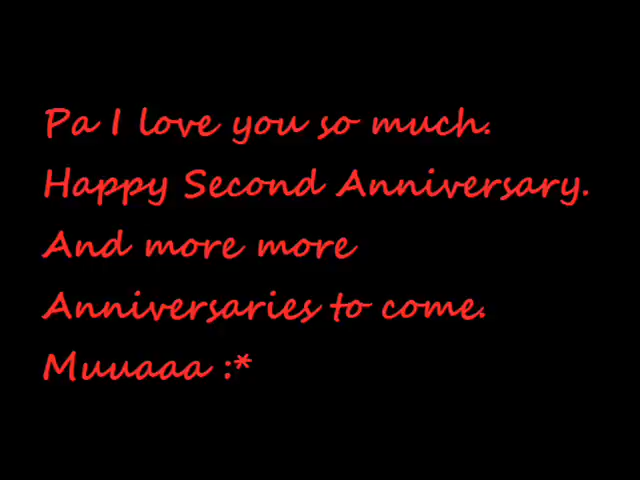 Pa I love you so much.
Happy Second Anniversary.
And more more
Anniversaries to come.
Muuaaa :*